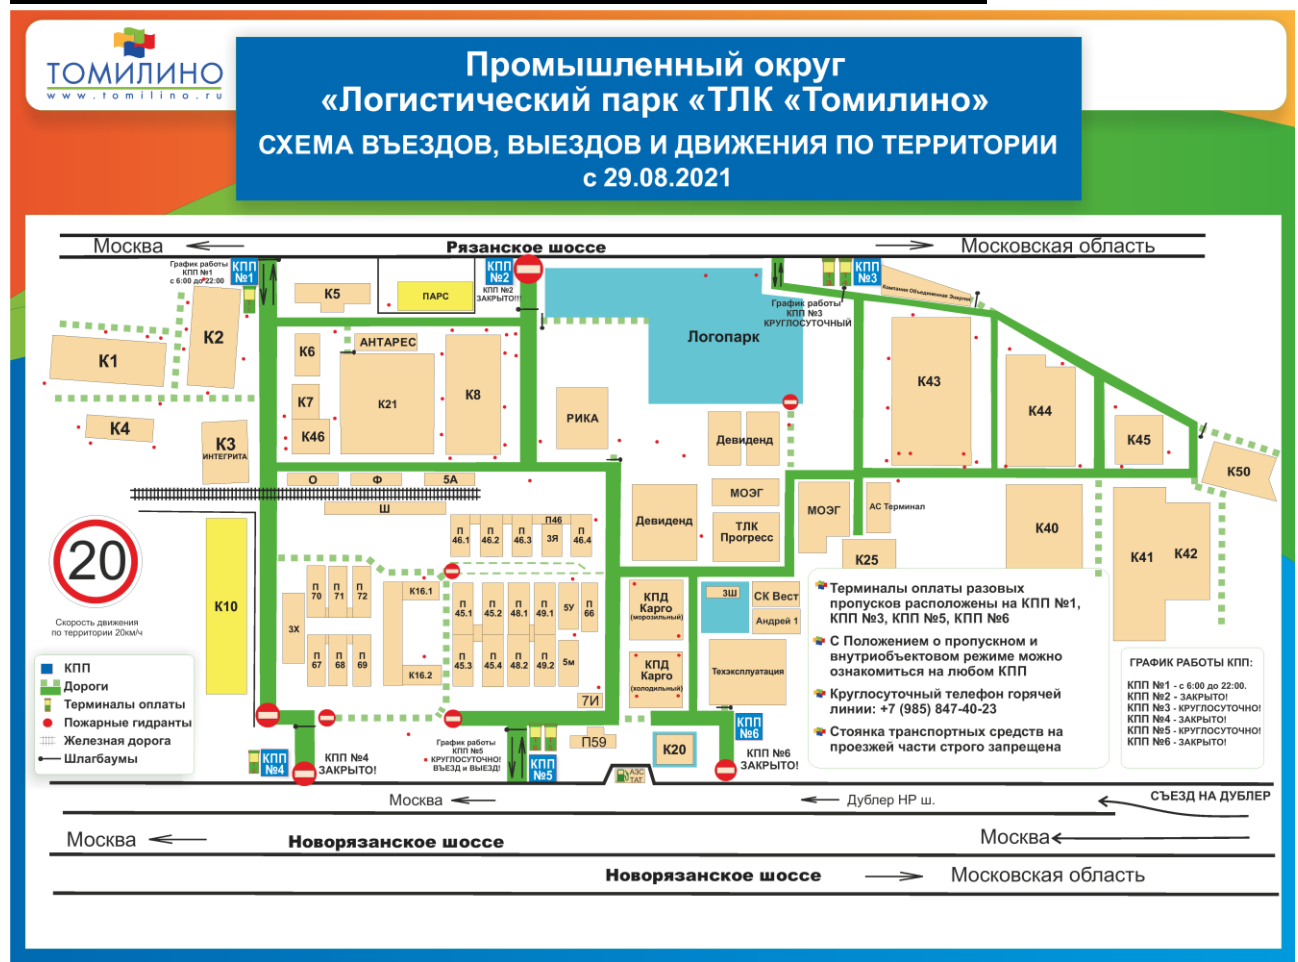 ТОМИЛИНО
www.tomilino.ru
Промышленный округ
«Логистический парк «ТЛК «Томилино»
СХЕМА ВЪЕЗДОВ, ВЫЕЗДОВ И ДВИЖЕНИЯ ПО ТЕРРИТОРИИ
с 29.08.2021
Москва
Рязанское шоссе
Московская область
График работы
КПП №1
с 6:00 до 22:00
КПП
№1
КПП
№2
КПП №2
ЗАКРЫТО!!!
КПП
№3
График работы
КПП №3
КРУГЛОСУТОЧНЫЙ
Компания Объединенная Энергия
К5
ПАРС
Логопарк
К1
К2
К6
АНТАРЕС
К8
К21
К7
К46
К4
К3
ИНТЕГРИТА
РИКА
Девиденд
К43
К44
К45
К50
О
Ф
5А
Ш
МОЭГ
Девиденд
ТЛК
Прогресс
МОЭГ
АС Терминал
К25
К40
К41
К42
П
46.1
П
46.2
П
46.3
П46
3Я
П
46.4
20
Скорость движения
по территории 20км/ч
К10
П
70
П
71
П
72
К16.1
3Х
П
67
П
68
П
69
К16.2
П
45.1
П
45.2
П
48.1
П
49.1
5У
П
66
П
45.3
П
45.4
П
48.2
П
49.2
5м
7И
П59
КПД
Карго
(морозильный)
КПД
Карго
(холодильный)
3Ш
СК Вест
Андрей 1
Техэксплуатация
К20
КПП
№6
КПП №6
ЗАКРЫТО!
КПП
Дороги
Терминалы оплаты
Пожарные гидранты
Железная дорога
Шлагбаумы
КПП
№4
КПП №4
ЗАКРЫТО!
График работы
КПП №5
КРУГЛОСУТОЧНО!
ВЪЕЗД и ВЫЕЗД!
КПП
№5
АЗС
ТАТ
Терминалы оплаты разовых
пропусков расположены на КПП №1,
КПП №3, КПП №5, КПП №6
С Положением о пропускном и
внутриобъектовом режиме можно
ознакомиться на любом КПП
Круглосуточный телефон горячей
линии: +7 (985) 847-40-23
Стоянка транспортных средств на
проезжей части строго запрещена
ГРАФИК РАБОТЫ КПП:
КПП №1 - с 6:00 до 22:00.
КПП №2 - ЗАКРЫТО!
КПП №3 - КРУГЛОСУТОЧНО!
КПП №4 - ЗАКРЫТО!
КПП №5 - КРУГЛОСУТОЧНО!
КПП №6 - ЗАКРЫТО!
Москва
Дублер НР ш.
СЪЕЗД НА ДУБЛЕР
Москва
Новорязанское шоссе
Москва
Новорязанское шоссе
Московская область